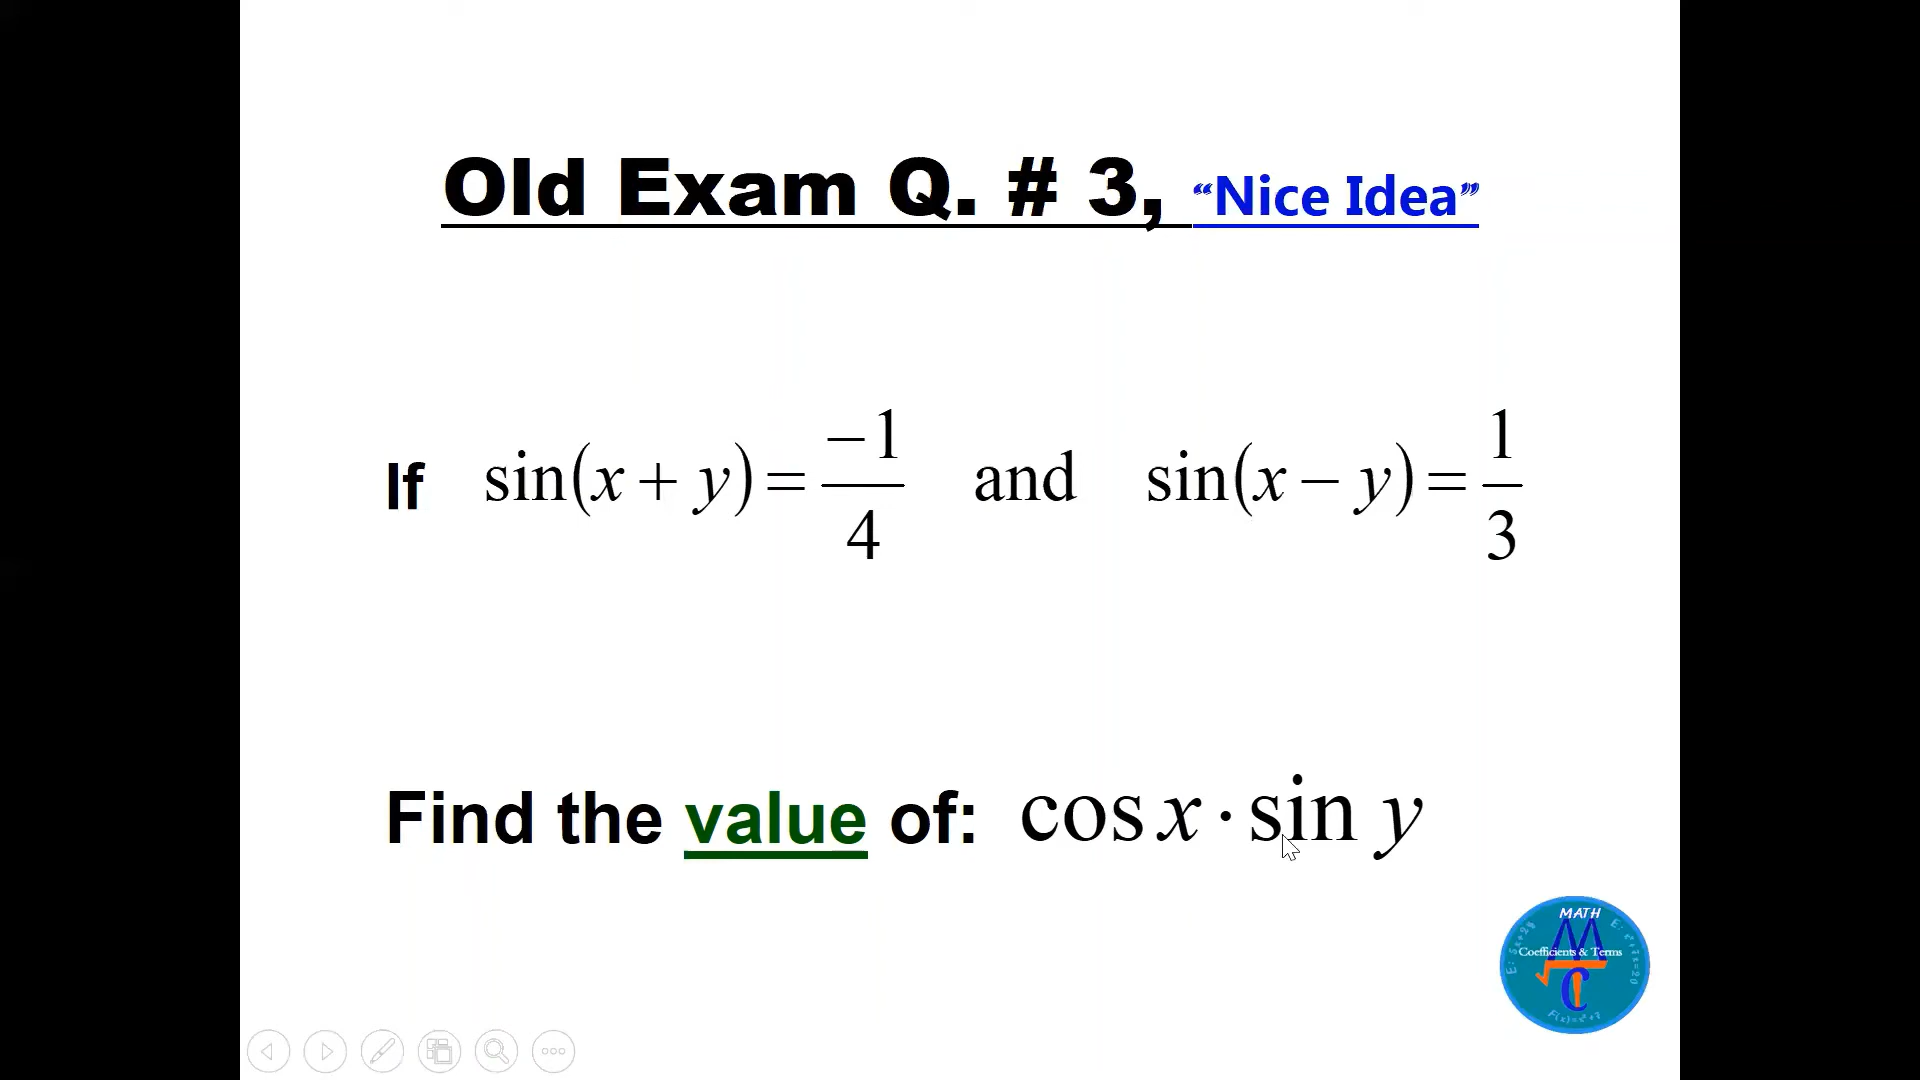 Old Exam Q. # 3, “Nice Idea”
If sin(x + y) = −1/4 and sin(x − y) = 1/3
Find the value of: cos x · sin y
MATH
Coefficients & Terms